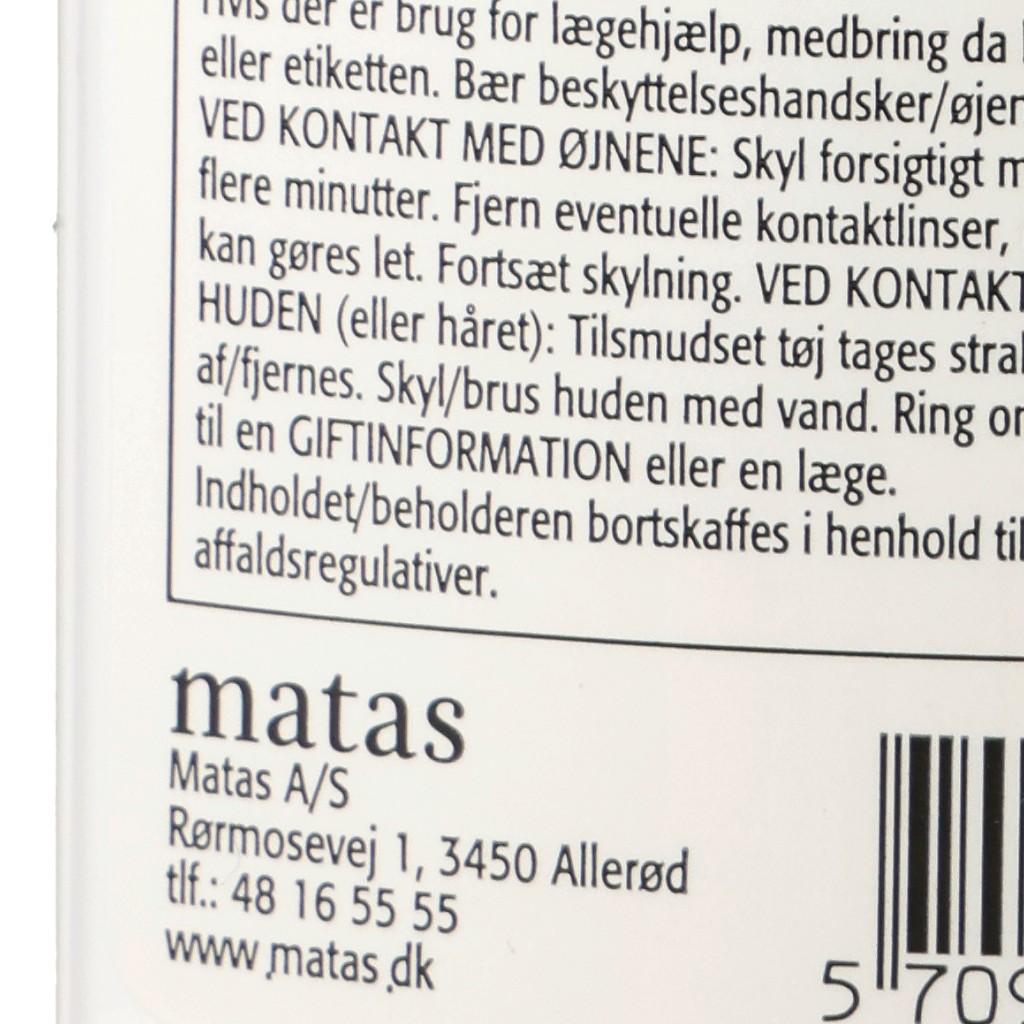 Hvis der er brug for lægehjælp, medbring da
eller etiketten. Bær beskyttelseshandsker/øjen
VED KONTAKT MED ØJNENE: Skyl forsigtigt m
flere minutter. Fjern eventuelle kontaktlinser,
kan gøres let. Fortsæt skylning. VED KONTAKT
HUDEN (eller håret): Tilsmudset tøj tages stra
af/fjernes. Skyl/brus huden med vand. Ring om
til en GIFTINFORMATION eller en læge.
Indholdet/beholderen bortskaffes i henhold til
affaldsregulativer.
matas
Matas A/S
Rørmosevej 1, 3450 Allerød
tlf.: 48 16 55 55
www.matas.dk
5 709